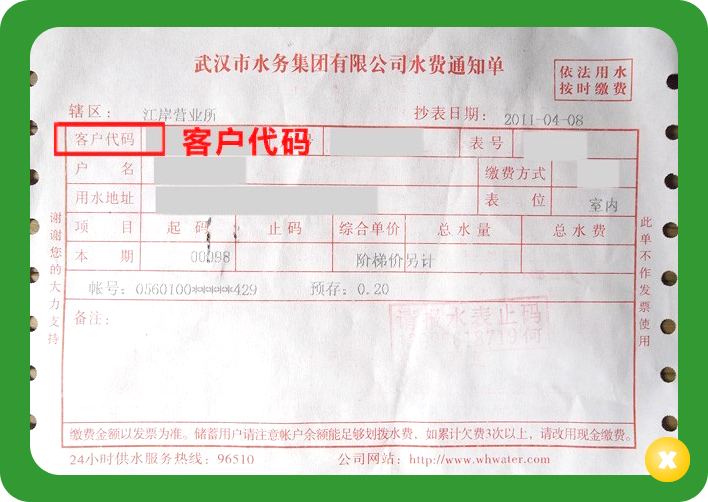 武汉市水务集团有限公司水费通知单
依法用水
按时缴费
辖区: 江岸营业所
抄表日期: 2011-04-08
客户代码 客户代码 号 表号
户 名 缴费方式
用水地址 表 位 室内
项 目 起 码 止 码 综合单价 总水量 总水费
本 期 00098 阶梯价另计
帐号: 0560100*****429 预存: 0.20
备注:
请报水表止码
谢谢您的大力支持
此单不作发票使用
缴费金额以发票为准。储蓄用户请注意帐户余额能足够划拨水费, 如累计欠费3次以上, 请改用现金缴费。
24小时供水服务热线: 96510 公司网站: http://www.whwater.com
x